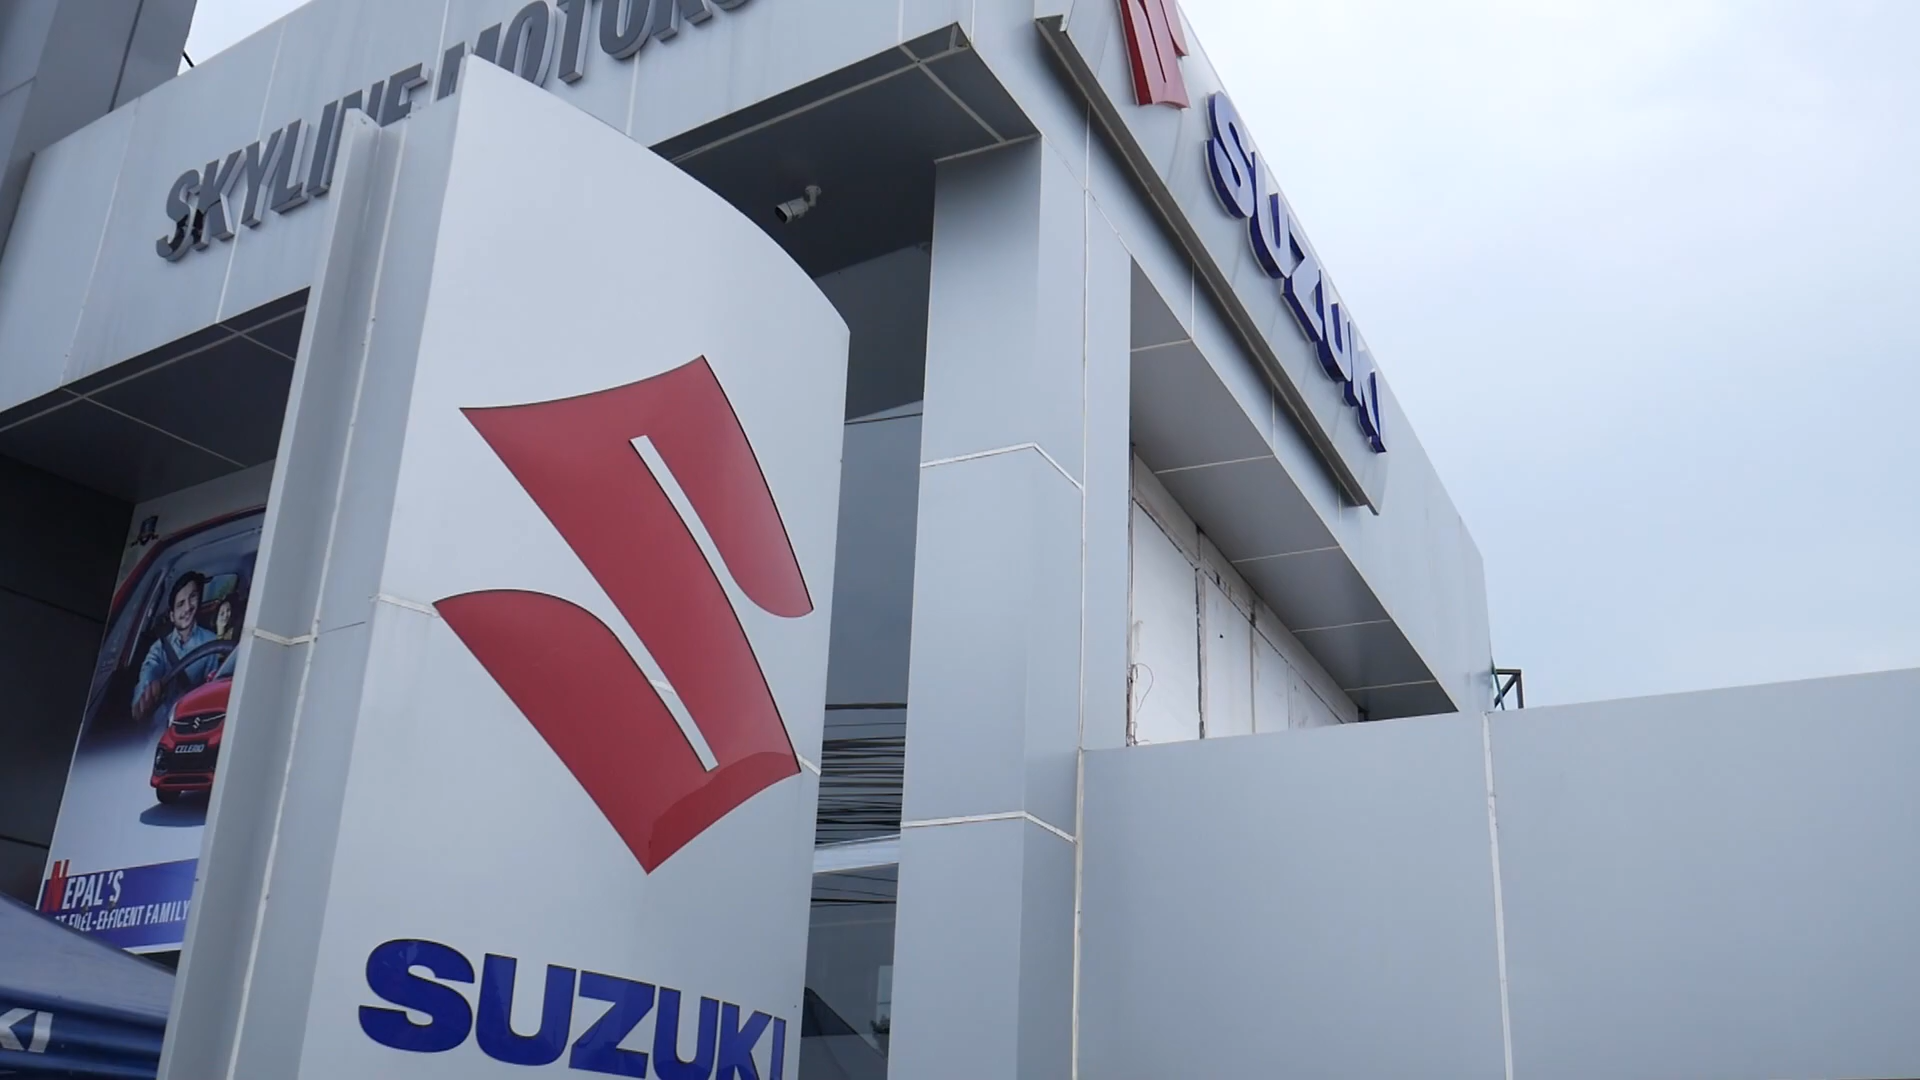 SKYLINE MOTORS
SUZUKI
CELERIO
NEPAL'S
FUEL-EFFICENT FAMILY
SUZUKI
KI